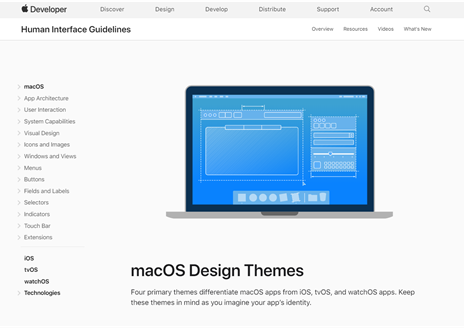 Developer
Discover
Design
Develop
Distribute
Support
Account
Human Interface Guidelines
Overview
Resources
Videos
What's New
macOS
App Architecture
User Interaction
System Capabilities
Visual Design
Icons and Images
Windows and Views
Menus
Buttons
Fields and Labels
Selectors
Indicators
Touch Bar
Extensions
iOS
tvOS
watchOS
Technologies
macOS Design Themes
Four primary themes differentiate macOS apps from iOS, tvOS, and watchOS apps. Keep
these themes in mind as you imagine your app's identity.